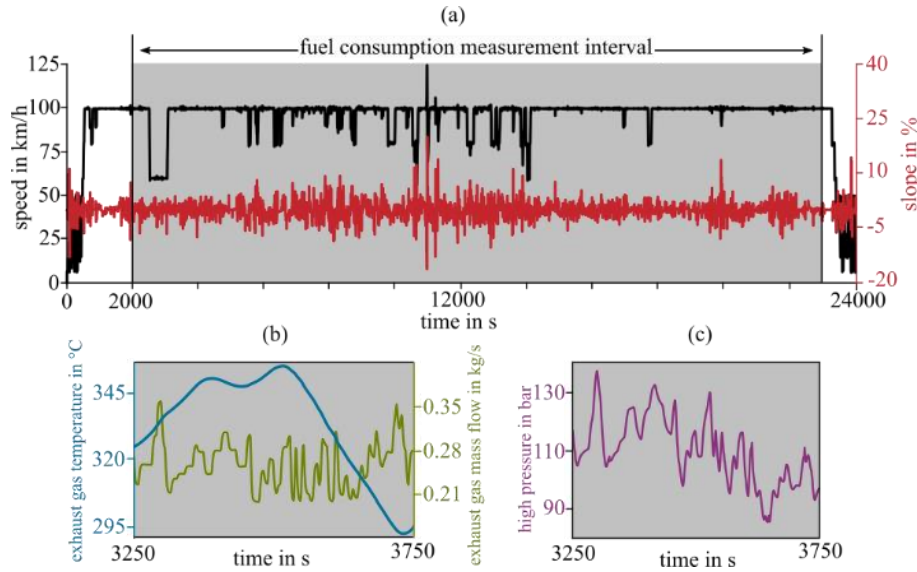 (a)
fuel consumption measurement interval
speed in km/h
125
100
75
50
25
0
40
30
10
-5
-20
slope in %
0
2000
12000
24000
time in s
(b)
exhaust gas temperature in °C
345
320
295
0.35
0.28
0.21
exhaust gas mass flow in kg/s
3250
time in s
3750
(c)
high pressure in bar
130
110
90
3250
time in s
3750